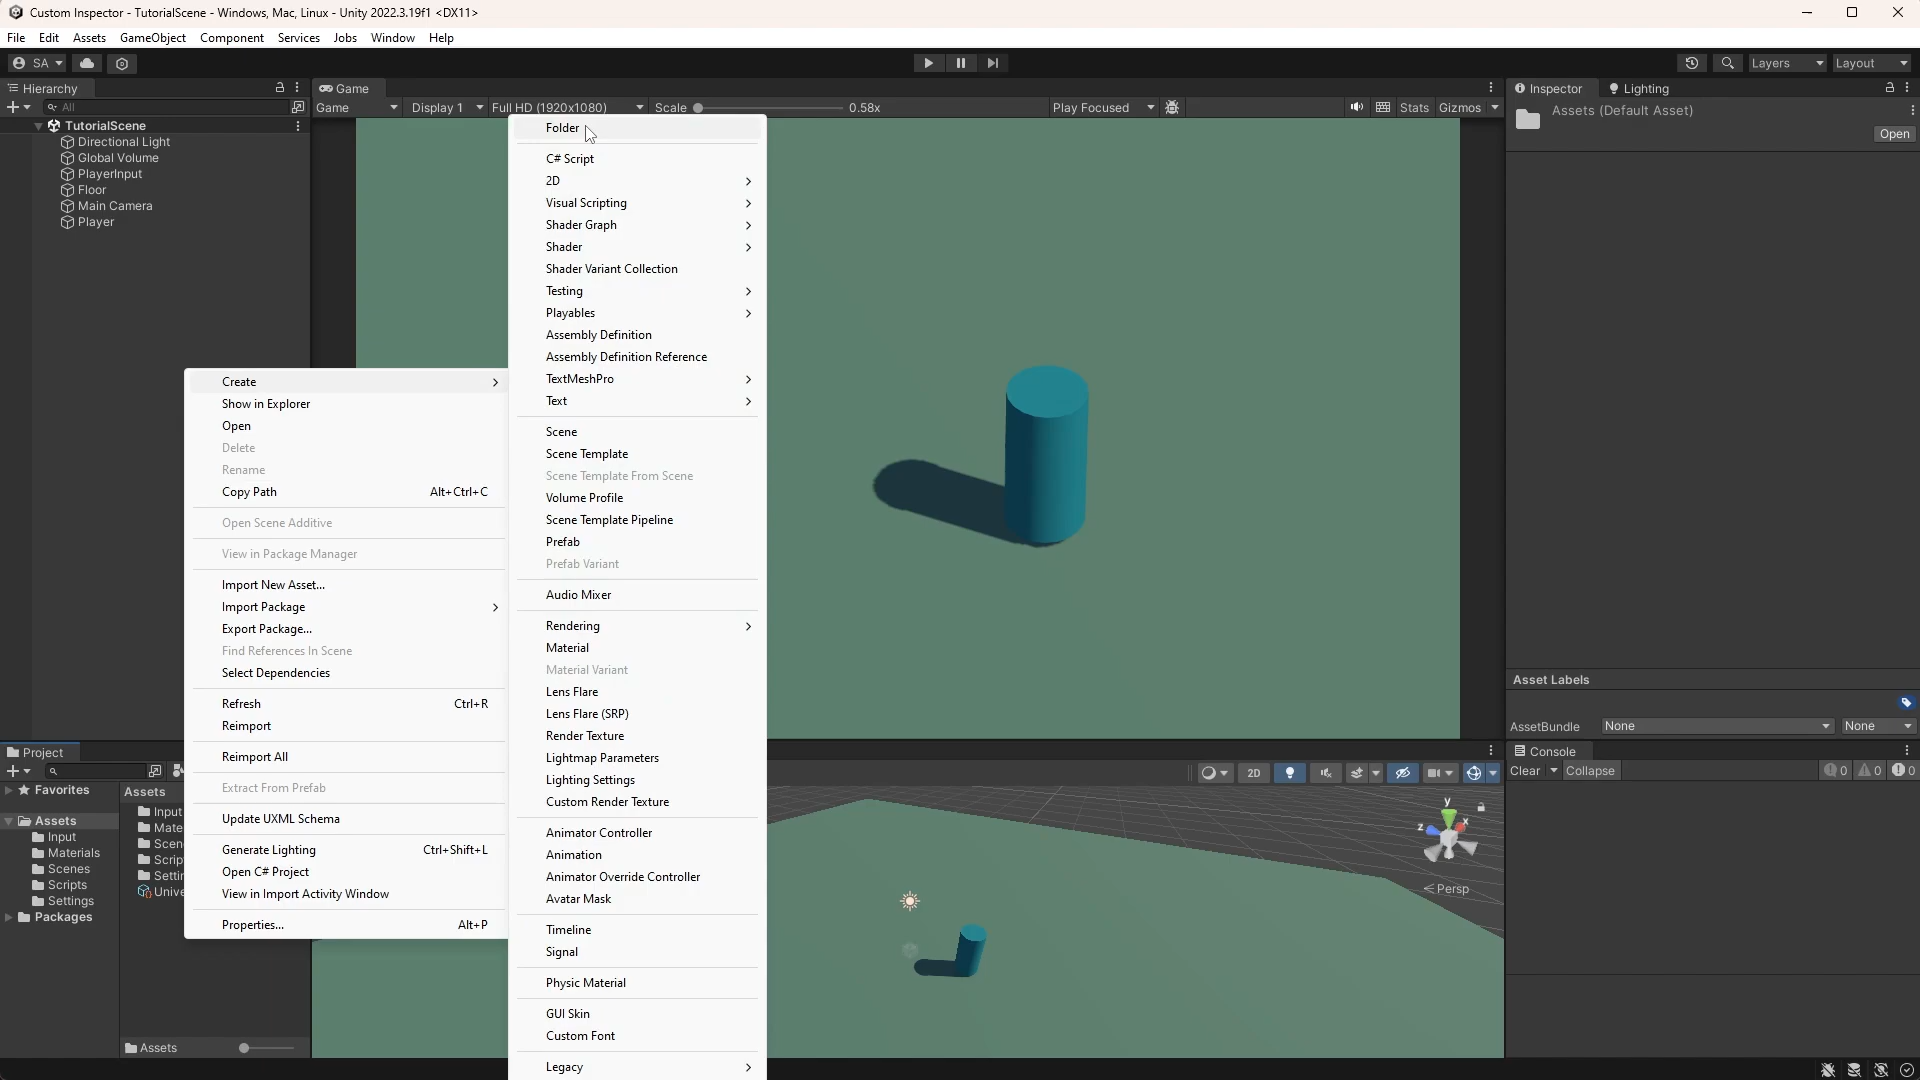 Custom Inspector - TutorialScene - Windows, Mac, Linux - Unity 2022.3.19f1 <DX11>
File Edit Assets GameObject Component Services Jobs Window Help
SA Layers Layout
Hierarchy
All
TutorialScene
Directional Light
Global Volume
PlayerInput
Floor
Main Camera
Player
Game
Game Display 1 Full HD (1920x1080) Scale 0.58x Play Focused Stats Gizmos
Folder
C# Script
2D
Visual Scripting
Shader Graph
Shader
Shader Variant Collection
Testing
Playables
Assembly Definition
Assembly Definition Reference
TextMeshPro
Text
Scene
Scene Template
Scene Template From Scene
Volume Profile
Scene Template Pipeline
Prefab
Prefab Variant
Audio Mixer
Rendering
Material
Material Variant
Lens Flare
Lens Flare (SRP)
Render Texture
Lightmap Parameters
Lighting Settings
Custom Render Texture
Animator Controller
Animation
Animator Override Controller
Avatar Mask
Timeline
Signal
Physic Material
GUI Skin
Custom Font
Legacy
Create
Show in Explorer
Open
Delete
Rename
Copy Path Alt+Ctrl+C
Open Scene Additive
View in Package Manager
Import New Asset...
Import Package
Export Package...
Find References In Scene
Select Dependencies
Refresh Ctrl+R
Reimport
Reimport All
Extract From Prefab
Update UXML Schema
Generate Lighting Ctrl+Shift+L
Open C# Project
View in Import Activity Window
Properties... Alt+P
Inspector Lighting
Assets (Default Asset)
Open
Asset Labels
AssetBundle None None
Project
Favorites
Assets
Input
Materials
Scenes
Scripts
Settings
Packages
Assets
Input
Mate
Scen
Scrip
Settir
Unive
Assets
2D
y
z x
Persp
Console
Clear Collapse 0 0 0